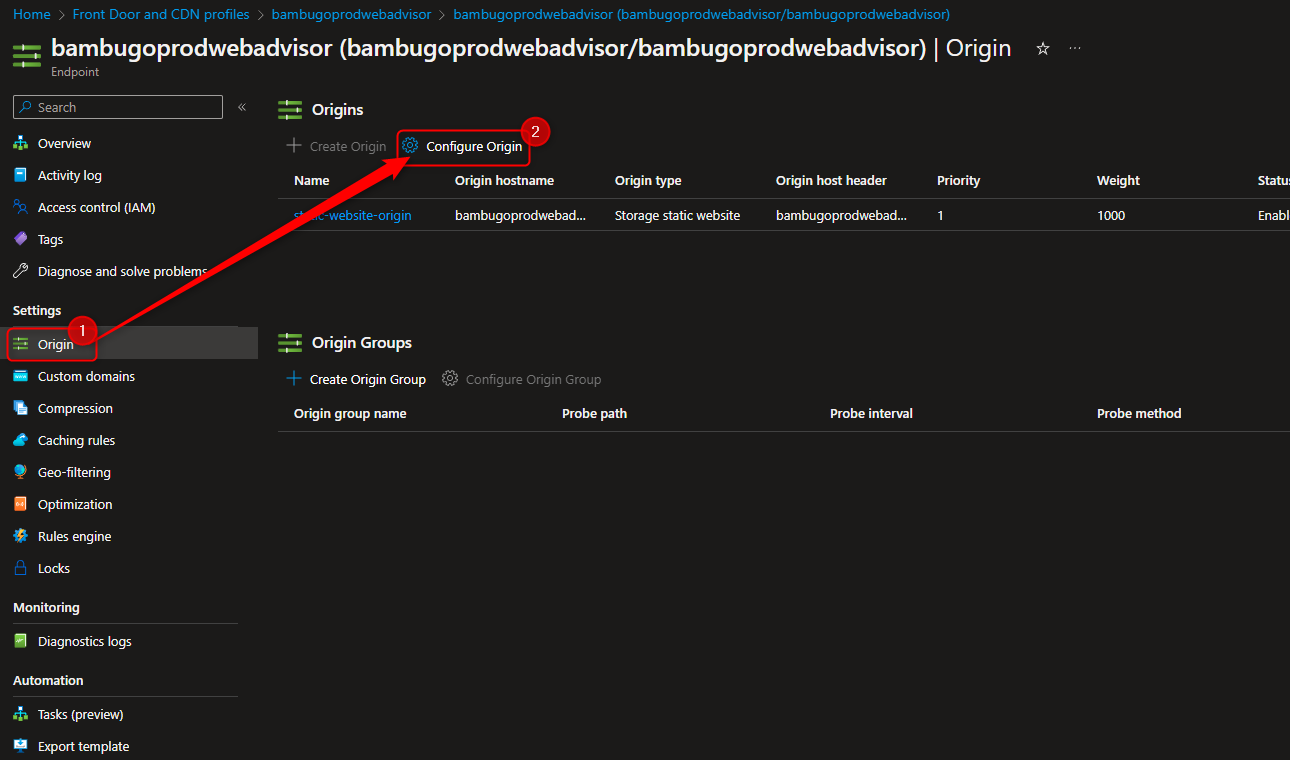 Home > Front Door and CDN profiles > bambugoprodwebadvisor > bambugoprodwebadvisor (bambugoprodwebadvisor/bambugoprodwebadvisor)
bambugoprodwebadvisor (bambugoprodwebadvisor/bambugoprodwebadvisor) | Origin
Endpoint
Search
Overview
Activity log
Access control (IAM)
Tags
Diagnose and solve problems
Settings
1
Origin
Custom domains
Compression
Caching rules
Geo-filtering
Optimization
Rules engine
Locks
Monitoring
Diagnostics logs
Automation
Tasks (preview)
Export template
Origins
2
Create Origin Configure Origin
Name Origin hostname Origin type Origin host header Priority Weight Status
static-website-origin bambugoprodwebad... Storage static website bambugoprodwebad... 1 1000 Enabl
Origin Groups
Create Origin Group Configure Origin Group
Origin group name Probe path Probe interval Probe method